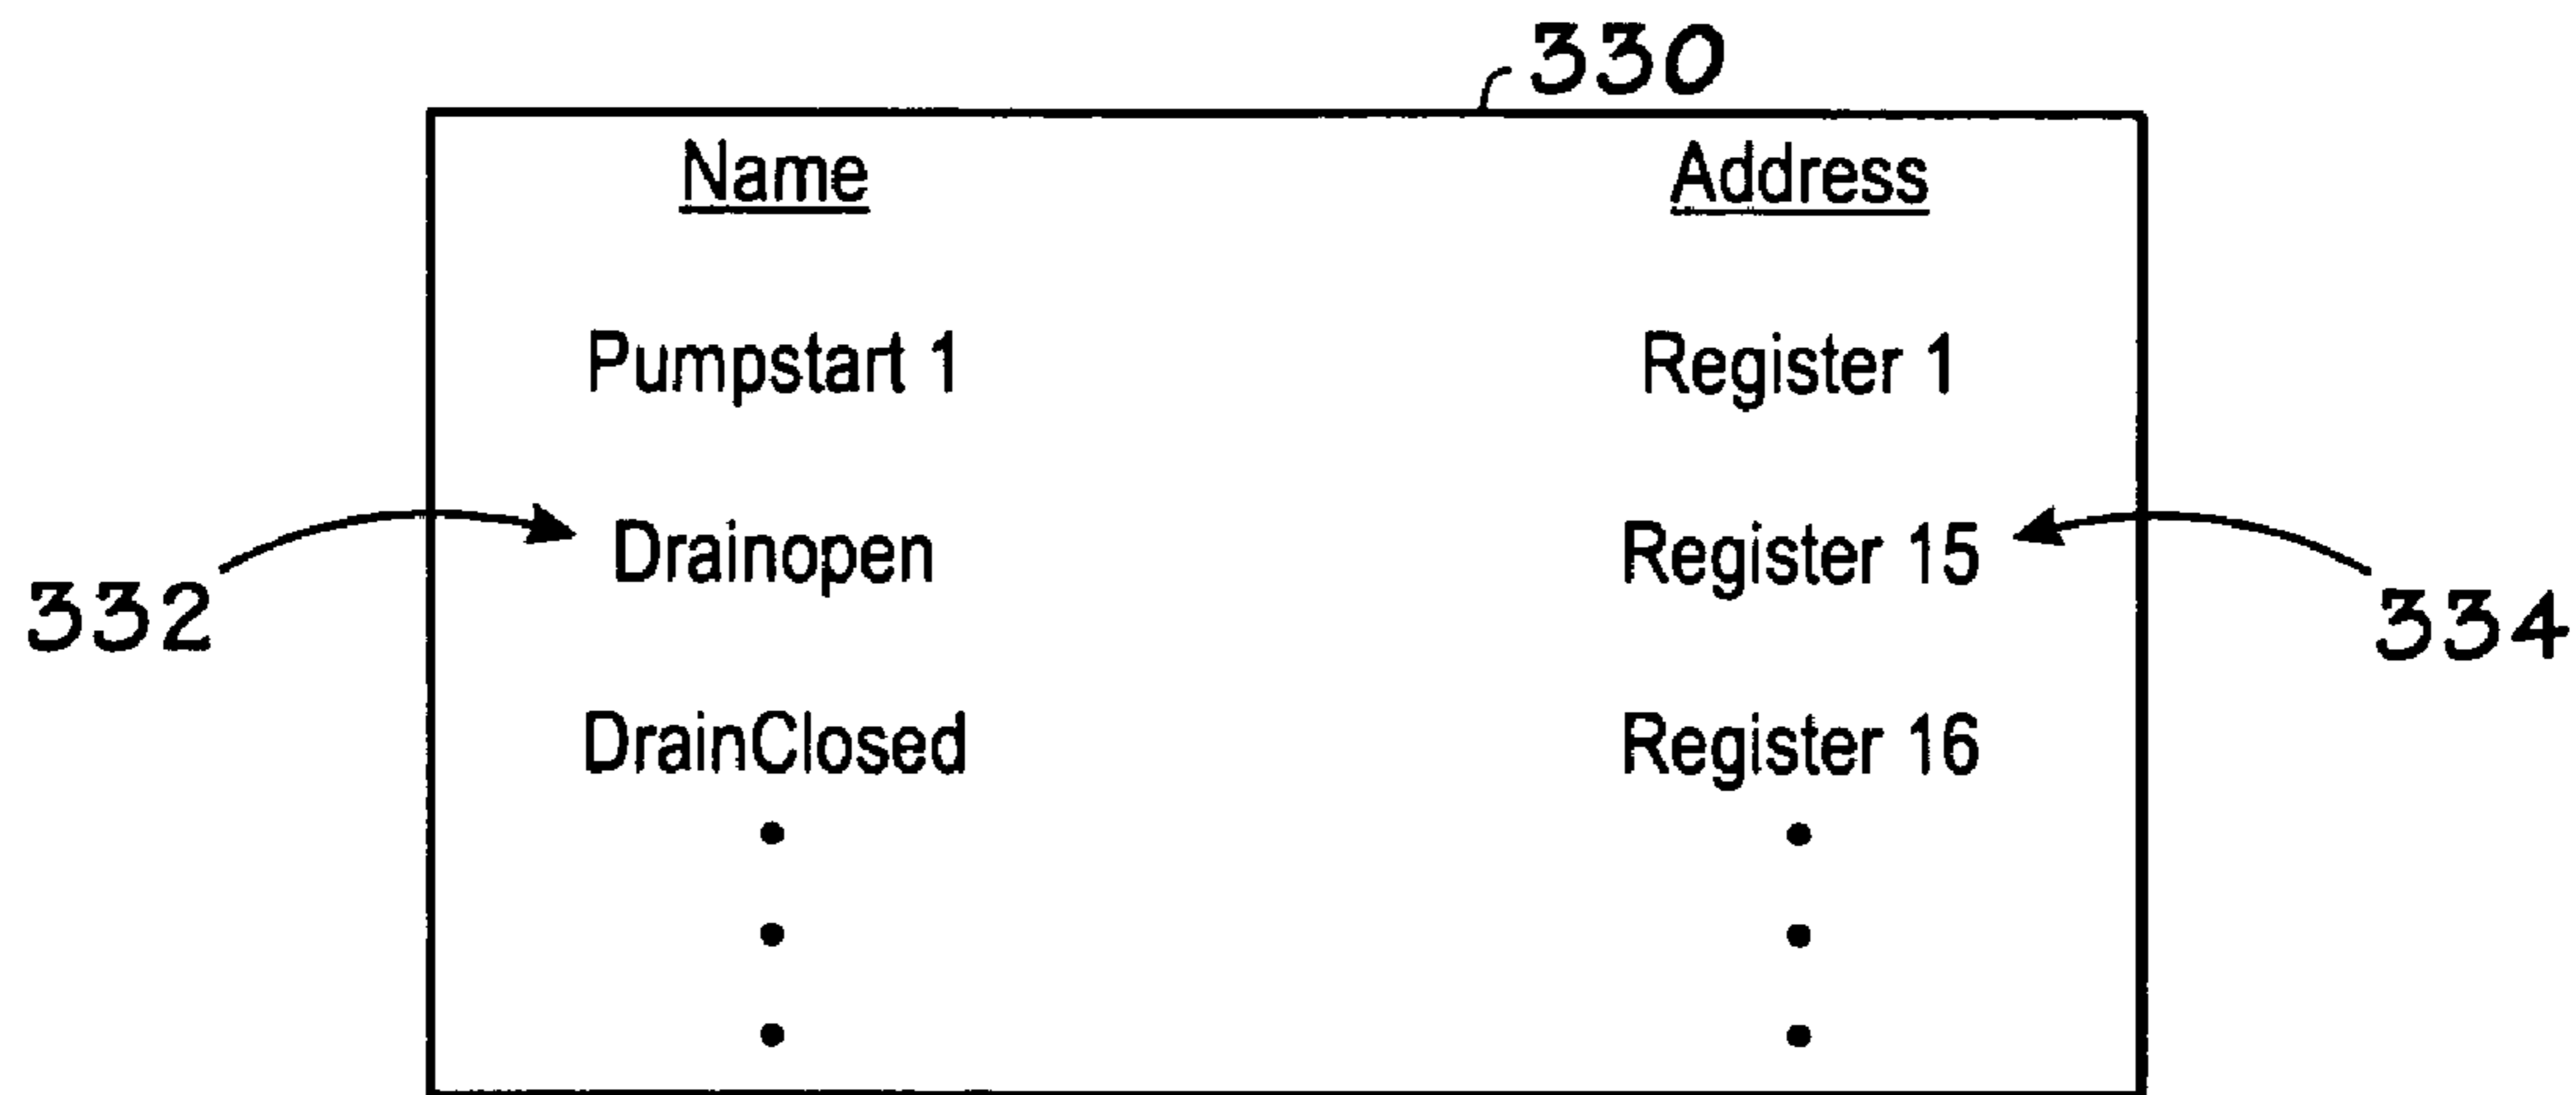 330
Name Address
Pumpstart 1 Register 1
Drainopen Register 15
332 334
DrainClosed Register 16